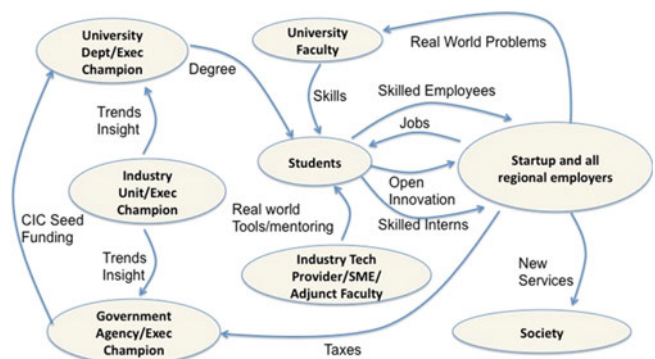 University
Dept/Exec
Champion
University
Faculty
Real World Problems
Degree
Skills
Skilled Employees
Trends
Insight
Jobs
Students
Startup and all
regional employers
Industry
Unit/Exec
Champion
Open
Innovation
CIC Seed
Funding
Real world
Tools/mentoring
Skilled Interns
Trends
Insight
Industry Tech
Provider/SME/
Adjunct Faculty
New
Services
Government
Agency/Exec
Champion
Society
Taxes